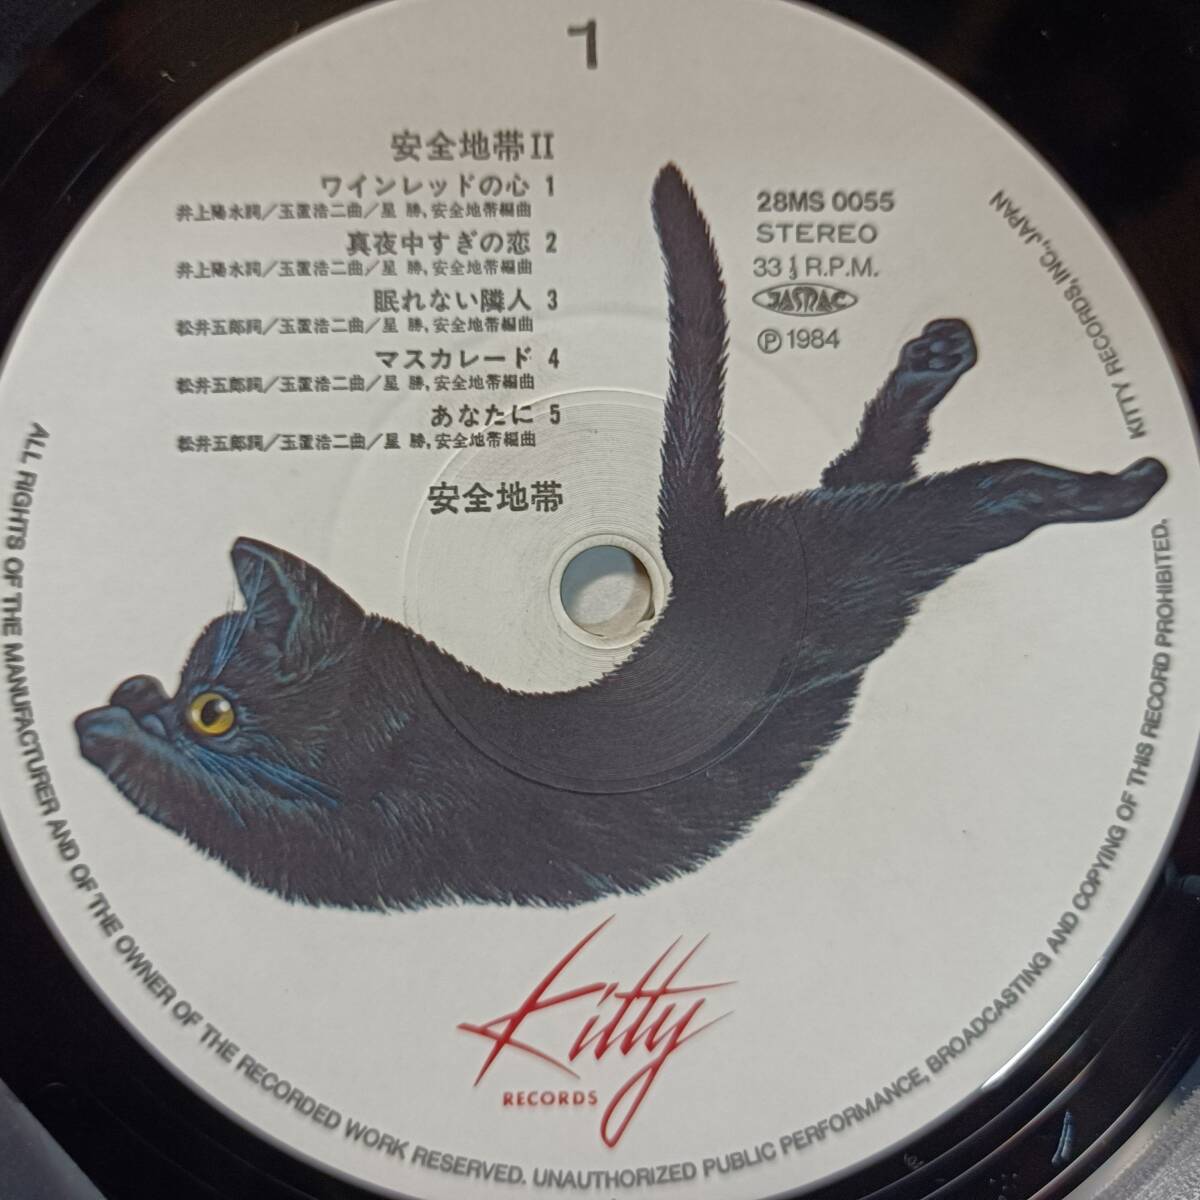 1
安全地帯II
ワインレッドの心 1
井上陽水詞／玉置浩二曲／星 勝,安全地帯編曲
真夜中すぎの恋 2
井上陽水詞／玉置浩二曲／星 勝,安全地帯編曲
眠れない隣人 3
松井五郎詞／玉置浩二曲／星 勝,安全地帯編曲
マスカレード 4
松井五郎詞／玉置浩二曲／星 勝,安全地帯編曲
あなたに 5
松井五郎詞／玉置浩二曲／星 勝,安全地帯編曲
安全地帯
28MS 0055
STEREO
33 1/3 R.P.M.
JASRAC
Ⓟ1984
KITTY RECORDS, INC., JAPAN
Kitty
RECORDS
ALL RIGHTS OF THE MANUFACTURER AND OF THE OWNER OF THE RECORDED WORK RESERVED. UNAUTHORIZED PUBLIC PERFORMANCE, BROADCASTING AND COPYING OF THIS RECORD PROHIBITED.